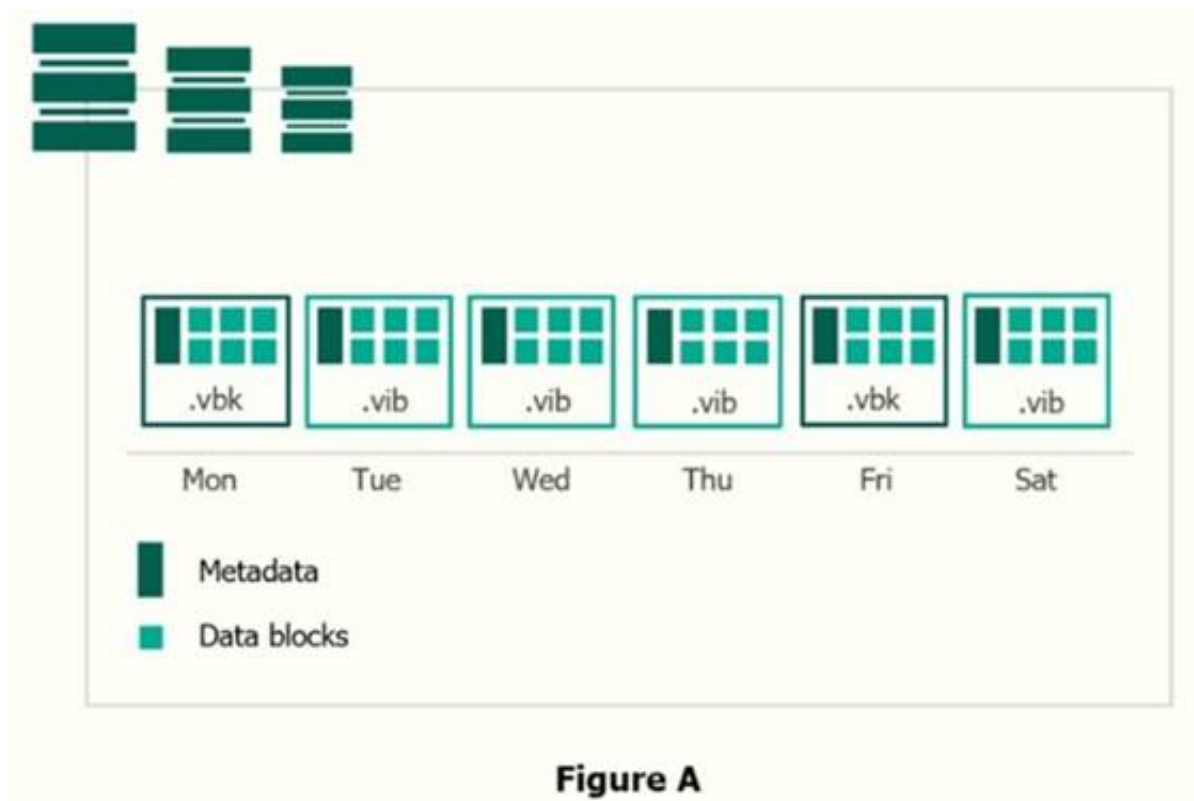 .vbk .vib .vib .vib .vbk .vib
Mon Tue Wed Thu Fri Sat
Metadata
Data blocks
Figure A